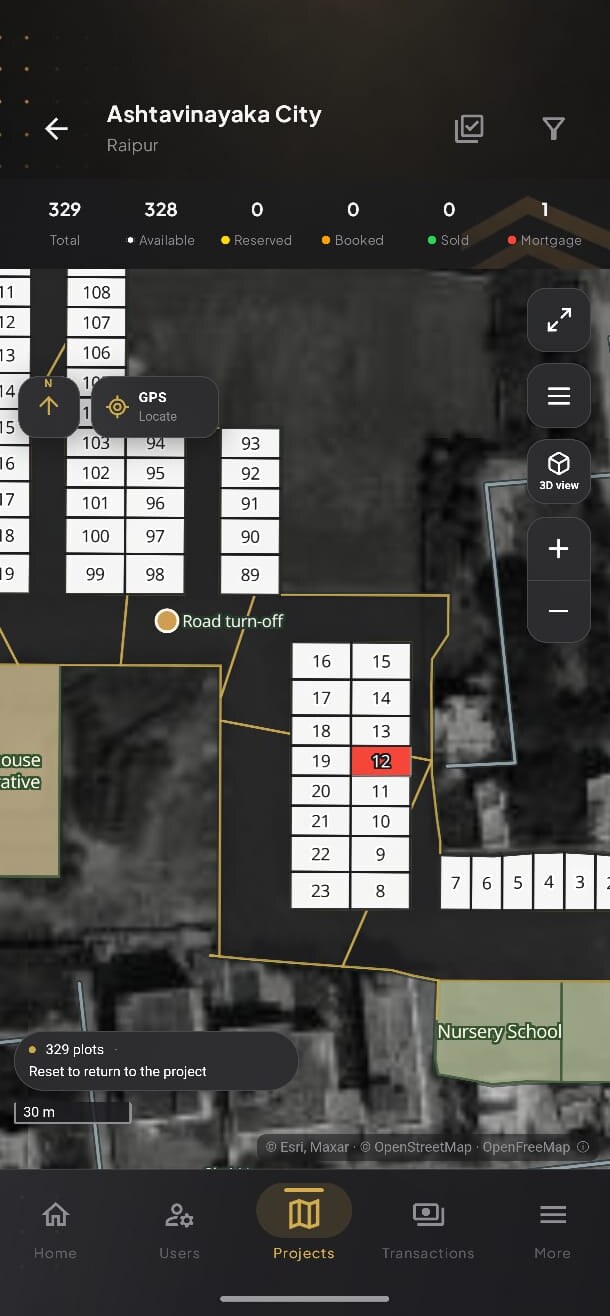 Ashtavinayaka City
Raipur
329 328 0 0 0 1
Total Available Reserved Booked Sold Mortgage
11 108
12 107
13 106
14
N
GPS
Locate
15 103 94 93
16 102 95 92
3D view
17 101 96 91
18 100 97 90
19 99 98 89
Road turn-off
16 15
17 14
18 13
19 12
20 11
21 10
22 9
23 8
7 6 5 4 3
Nursery School
329 plots ·
Reset to return to the project
30 m
© Esri, Maxar · © OpenStreetMap · OpenFreeMap
Home Users Projects Transactions More